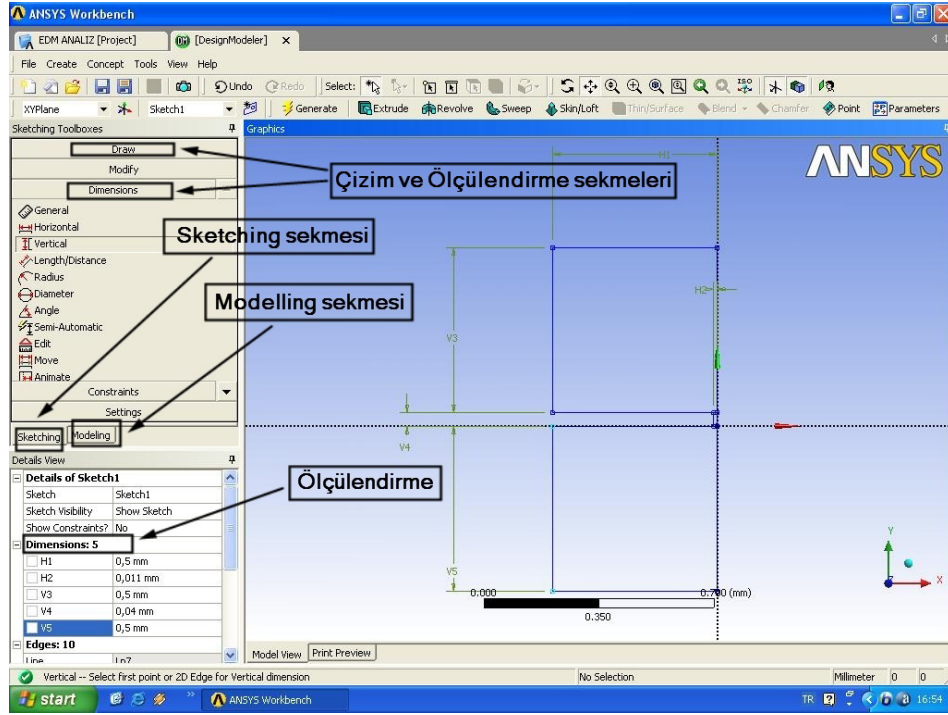 ANSYS Workbench
EDM ANALIZ [Project] [DesignModeler]
File Create Concept Tools View Help
Undo Redo Select: ISO
XYPlane Sketch1 Generate Extrude Revolve Sweep Skin/Loft Thin/Surface Blend Chamfer Point Parameters
Sketching Toolboxes
Draw
Modify
Dimensions
General
Horizontal
Vertical
Length/Distance
Radius
Diameter
Angle
Semi-Automatic
Edit
Move
Animate
Constraints
Settings
Sketching Modeling
Details View
Details of Sketch1
Sketch Sketch1
Sketch Visibility Show Sketch
Show Constraints? No
Dimensions: 5
H1 0,5 mm
H2 0,011 mm
V3 0,5 mm
V4 0,04 mm
V5 0,5 mm
Edges: 10
Line Ln7
Graphics
ANSYS
Çizim ve Ölçülendirme sekmeleri
Sketching sekmesi
Modelling sekmesi
Ölçülendirme
H1
H2
V3
V4
V5
0.000 0.700 (mm)
0.350
Y
X
Model View Print Preview
Vertical -- Select first point or 2D Edge for Vertical dimension No Selection Millimeter 0 0
start ANSYS Workbench TR 16:54